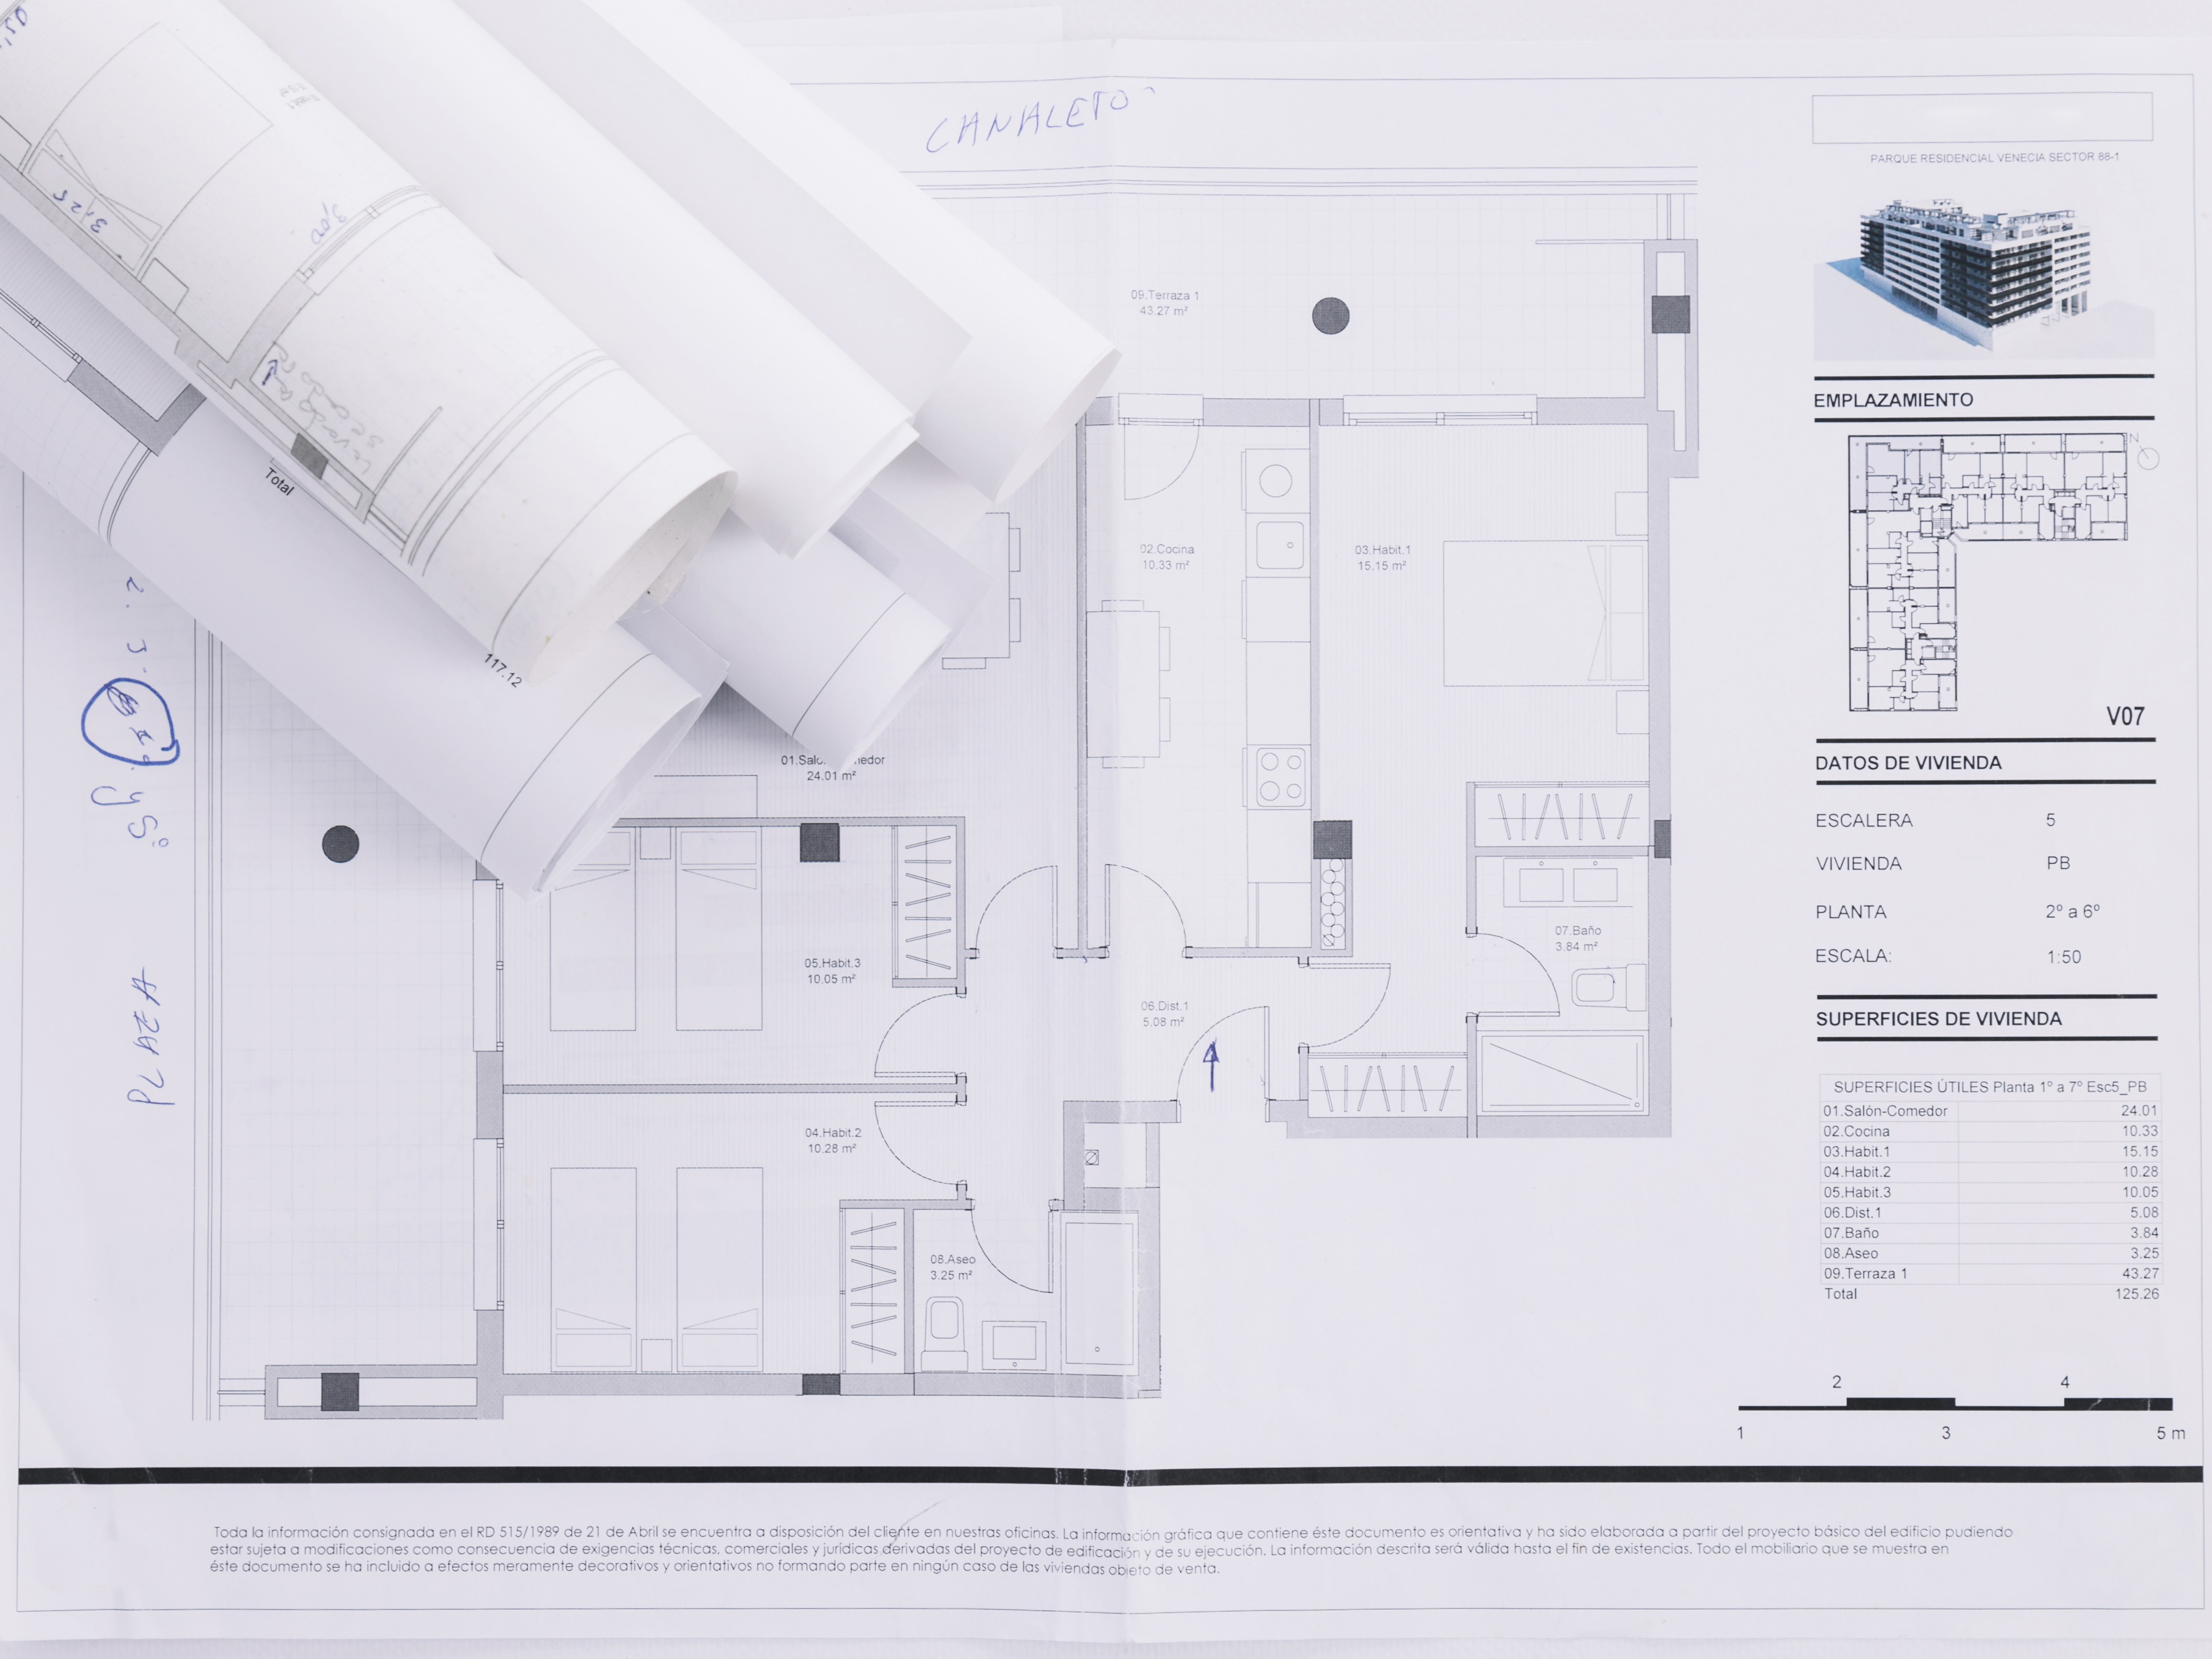 CANALETO
PARQUE RESIDENCIAL VENECIA SECTOR 88-1
EMPLAZAMIENTO
N
V07
DATOS DE VIVIENDA
ESCALERA 5
VIVIENDA PB
PLANTA 2º a 6º
ESCALA: 1:50
SUPERFICIES DE VIVIENDA
SUPERFICIES ÚTILES Planta 1º a 7º Esc5_PB
01.Salón-Comedor 24.01
02.Cocina 10.33
03.Habit.1 15.15
04.Habit.2 10.28
05.Habit.3 10.05
06.Dist.1 5.08
07.Baño 3.84
08.Aseo 3.25
09.Terraza 1 43.27
Total 125.26
2 4
1 3 5 m
3,25
3,00
Total
117.12
09.Terraza 1
43.27 m²
02.Cocina
10.33 m²
03.Habit.1
15.15 m²
01.Saló medor
24.01 m²
05.Habit.3
10.05 m²
07.Baño
3.84 m²
06.Dist.1
5.08 m²
04.Habit.2
10.28 m²
08.Aseo
3.25 m²
PLAZA
y 5º
Toda la información consignada en el RD 515/1989 de 21 de Abril se encuentra a disposición del cliente en nuestras oficinas. La información gráfica que contiene éste documento es orientativa y ha sido elaborada a partir del proyecto básico del edificio pudiendo
estar sujeta a modificaciones como consecuencia de exigencias técnicas, comerciales y jurídicas derivadas del proyecto de edificación y de su ejecución. La información descrita será válida hasta el fin de existencias. Todo el mobiliario que se muestra en
éste documento se ha incluido a efectos meramente decorativos y orientativos no formando parte en ningún caso de las viviendas objeto de venta.